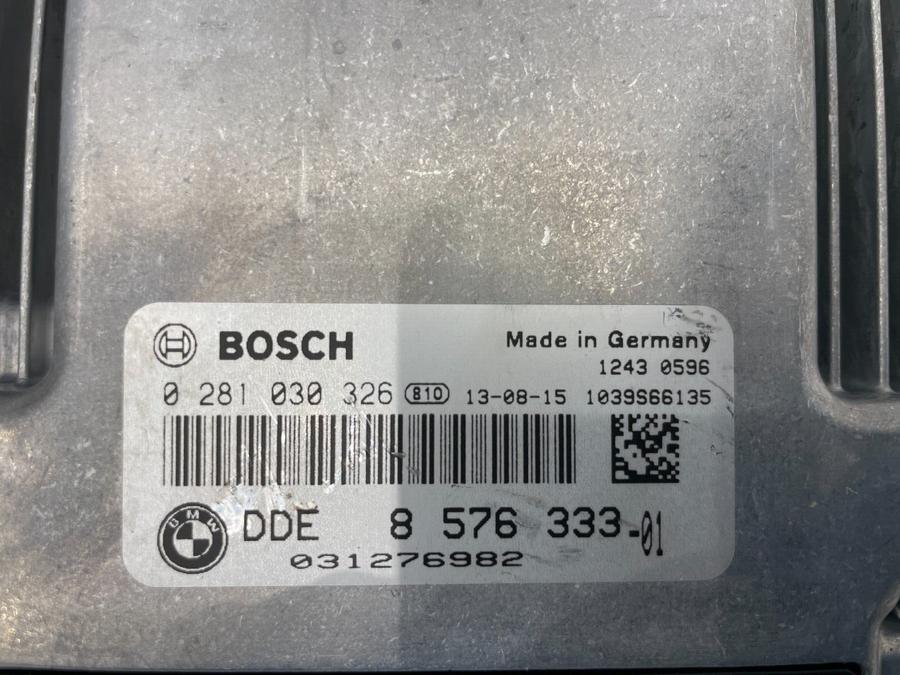 BOSCH
Made in Germany
1243 0596
0 281 030 326 810 13-08-15 1039S66135
BMW DDE 8 576 333-01
031276982